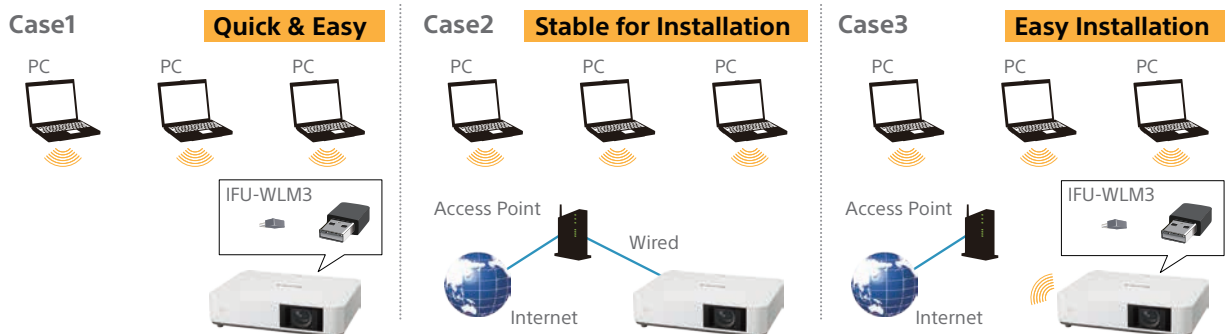 Case1
Quick & Easy
PC
PC
PC
IFU-WLM3
Case2
Stable for Installation
PC
PC
PC
Access Point
Wired
Internet
Case3
Easy Installation
PC
PC
PC
Access Point
IFU-WLM3
Internet